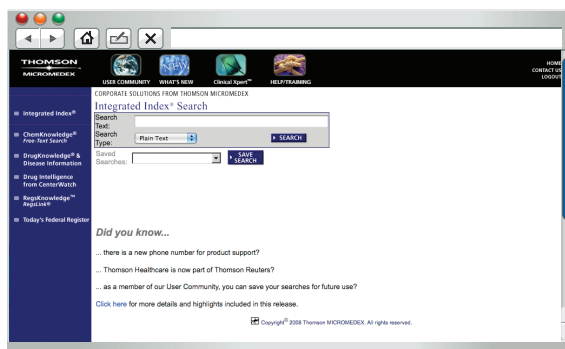 THOMSON
MICROMEDEX
USER COMMUNITY
WHAT'S NEW
Clinical Xpert™
HELP/TRAINING
HOME
CONTACT US
LOGOUT
CORPORATE SOLUTIONS FROM THOMSON MICROMEDEX
Integrated Index® Search
Search
Text:
Search
Type:
Plain Text
SEARCH
Saved
Searches:
SAVE
SEARCH
Integrated Index®
ChemKnowledge®
Free-Text Search
DrugKnowledge® &
Disease Information
Drug Intelligence
from CenterWatch
RegsKnowledge™
RegsLink®
Today's Federal Register
Did you know...
... there is a new phone number for product support?
... Thomson Healthcare is now part of Thomson Reuters?
... as a member of our User Community, you can save your searches for future use?
Click here for more details and highlights included in this release.
Copyright© 2008 Thomson MICROMEDEX. All rights reserved.